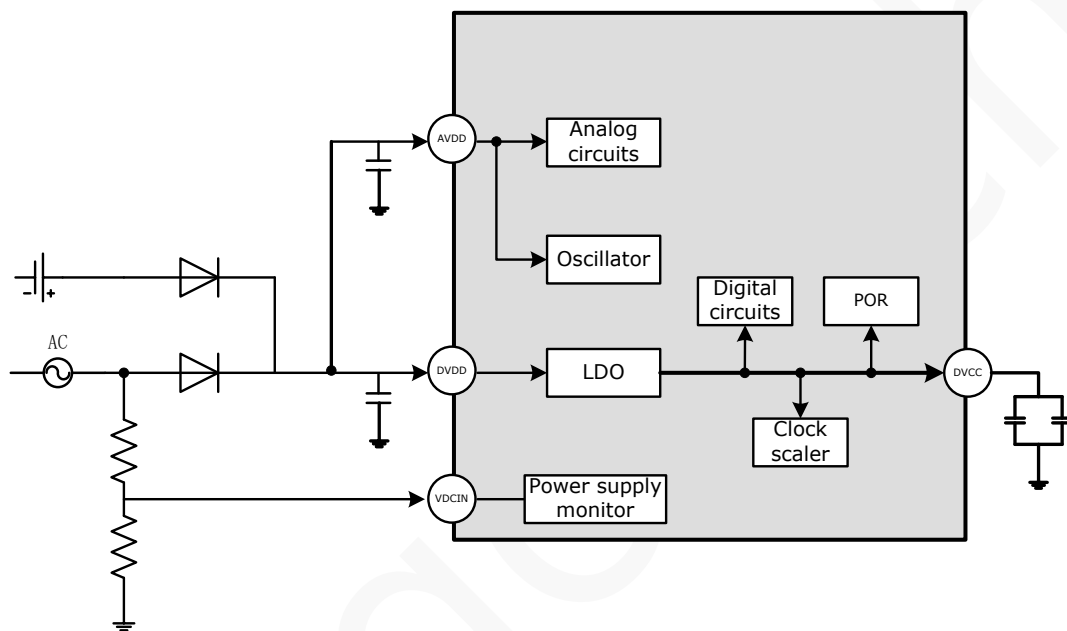 AVDD
Analog
circuits
Oscillator
- +
AC
Digital
circuits
POR
DVDD
LDO
DVCC
Clock
scaler
VDCIN
Power supply
monitor